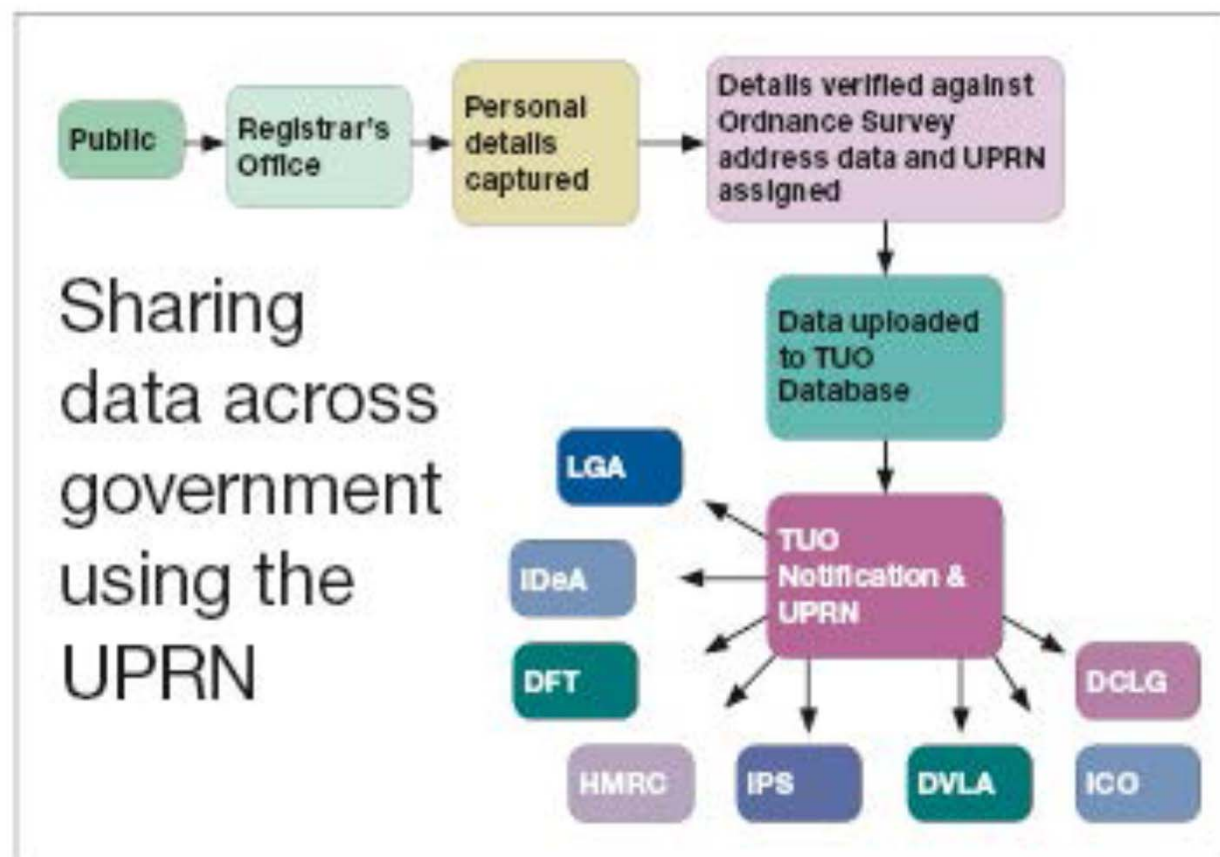 Public
Registrar's
Office
Personal
details
captured
Details verified against
Ordnance Survey
address data and UPRN
assigned
Sharing
data across
government
using the
UPRN
Data uploaded
to TUO
Database
TUO
Notification &
UPRN
LGA
IDeA
DFT
HMRC
IPS
DVLA
ICO
DCLG